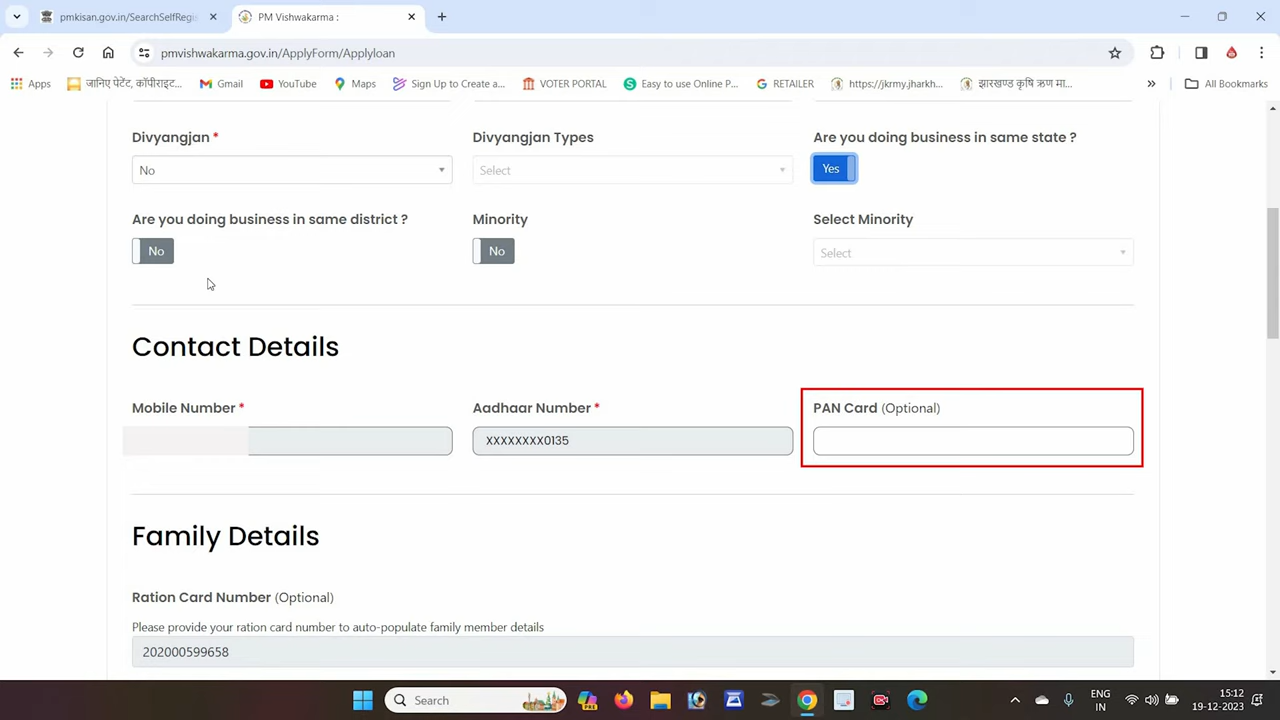 pmkisan.gov.in/SearchSelfRegi
PM Vishwakarma :
pmvishwakarma.gov.in/ApplyForm/Applyloan
Apps
जानिए पेटेंट, कॉपीराइट...
Gmail
YouTube
Maps
Sign Up to Create a...
VOTER PORTAL
Easy to use Online P...
RETAILER
https://jkrmy.jharkh...
झारखण्ड कृषि ऋण मा...
All Bookmarks
Divyangjan *
Divyangjan Types
Are you doing business in same state ?
No
Select
Yes
Are you doing business in same district ?
Minority
Select Minority
No
No
Select
Contact Details
Mobile Number *
Aadhaar Number *
PAN Card (Optional)
XXXXXXXX0135
Family Details
Ration Card Number (Optional)
Please provide your ration card number to auto-populate family member details
202000599658
Search
PRE
ENG
IN
15:12
19-12-2023